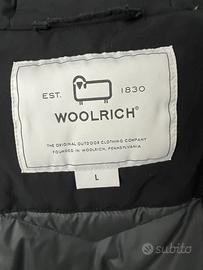 EST. 1830
WOOLRICH®
THE ORIGINAL OUTDOOR CLOTHING COMPANY
FOUNDED IN WOOLRICH, PENNSYLVANIA
L
subito